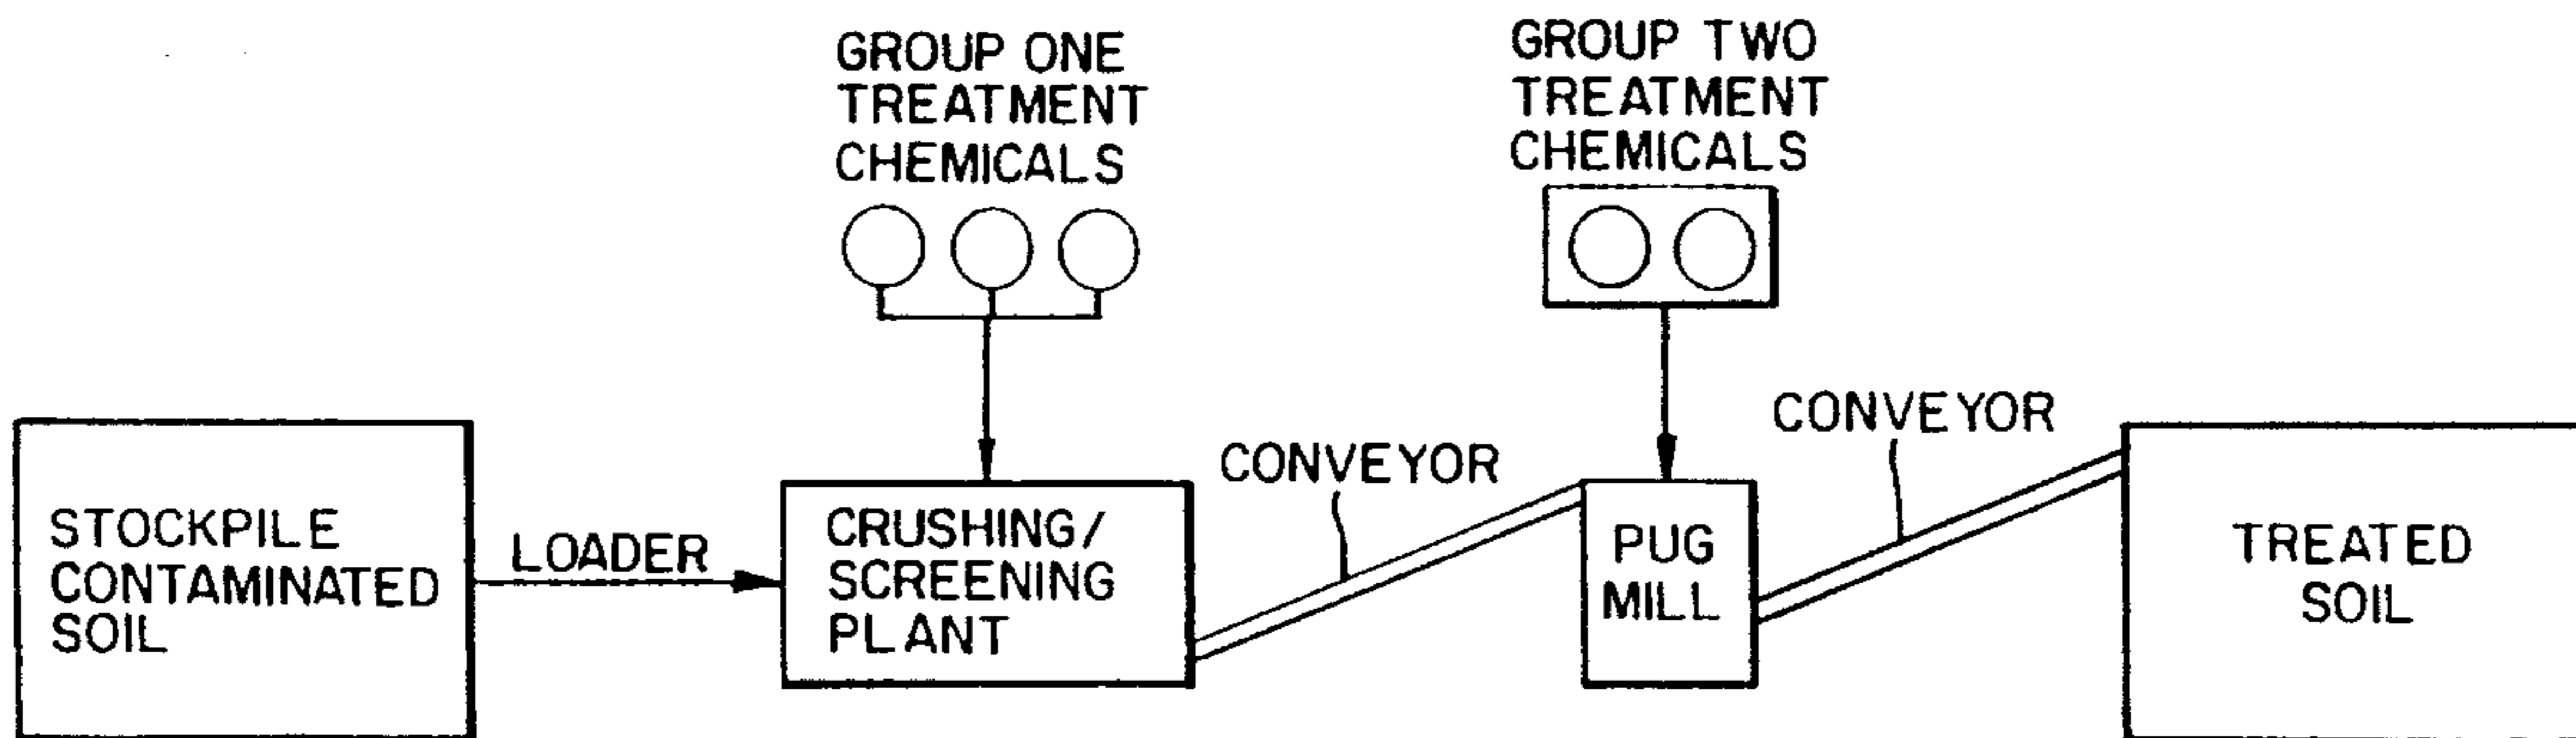 GROUP ONE
TREATMENT
CHEMICALS
GROUP TWO
TREATMENT
CHEMICALS
STOCKPILE
CONTAMINATED
SOIL
LOADER
CRUSHING/
SCREENING
PLANT
CONVEYOR
PUG
MILL
CONVEYOR
TREATED
SOIL